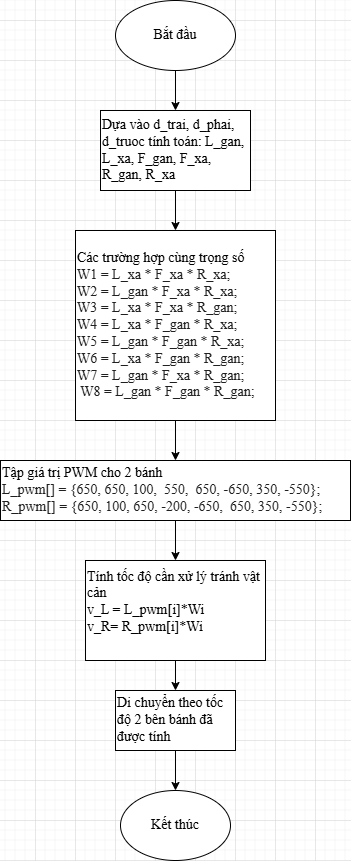 Bắt đầu
Dựa vào d_trai, d_phai,
d_truoc tính toán: L_gan,
L_xa, F_gan, F_xa,
R_gan, R_xa
Các trường hợp cùng trọng số
W1 = L_xa * F_xa * R_xa;
W2 = L_gan * F_xa * R_xa;
W3 = L_xa * F_xa * R_gan;
W4 = L_xa * F_gan * R_xa;
W5 = L_gan * F_gan * R_xa;
W6 = L_xa * F_gan * R_gan;
W7 = L_gan * F_xa * R_gan;
W8 = L_gan * F_gan * R_gan;
Tập giá trị PWM cho 2 bánh
L_pwm[] = {650, 650, 100, 550, 650, -650, 350, -550};
R_pwm[] = {650, 100, 650, -200, -650, 650, 350, -550};
Tính tốc độ cần xử lý tránh vật
cản
v_L = L_pwm[i]*Wi
v_R= R_pwm[i]*Wi
Di chuyển theo tốc
độ 2 bên bánh đã
được tính
Kết thúc